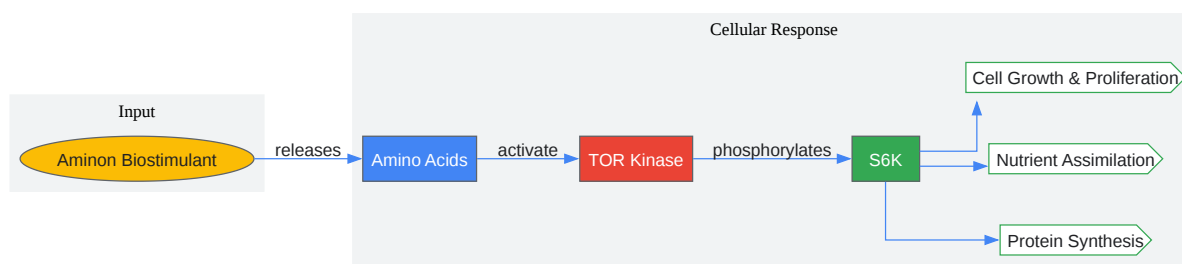 Cellular Response
Input
Aminon Biostimulant
releases
Amino Acids
activate
TOR Kinase
phosphorylates
S6K
Cell Growth & Proliferation
Nutrient Assimilation
Protein Synthesis